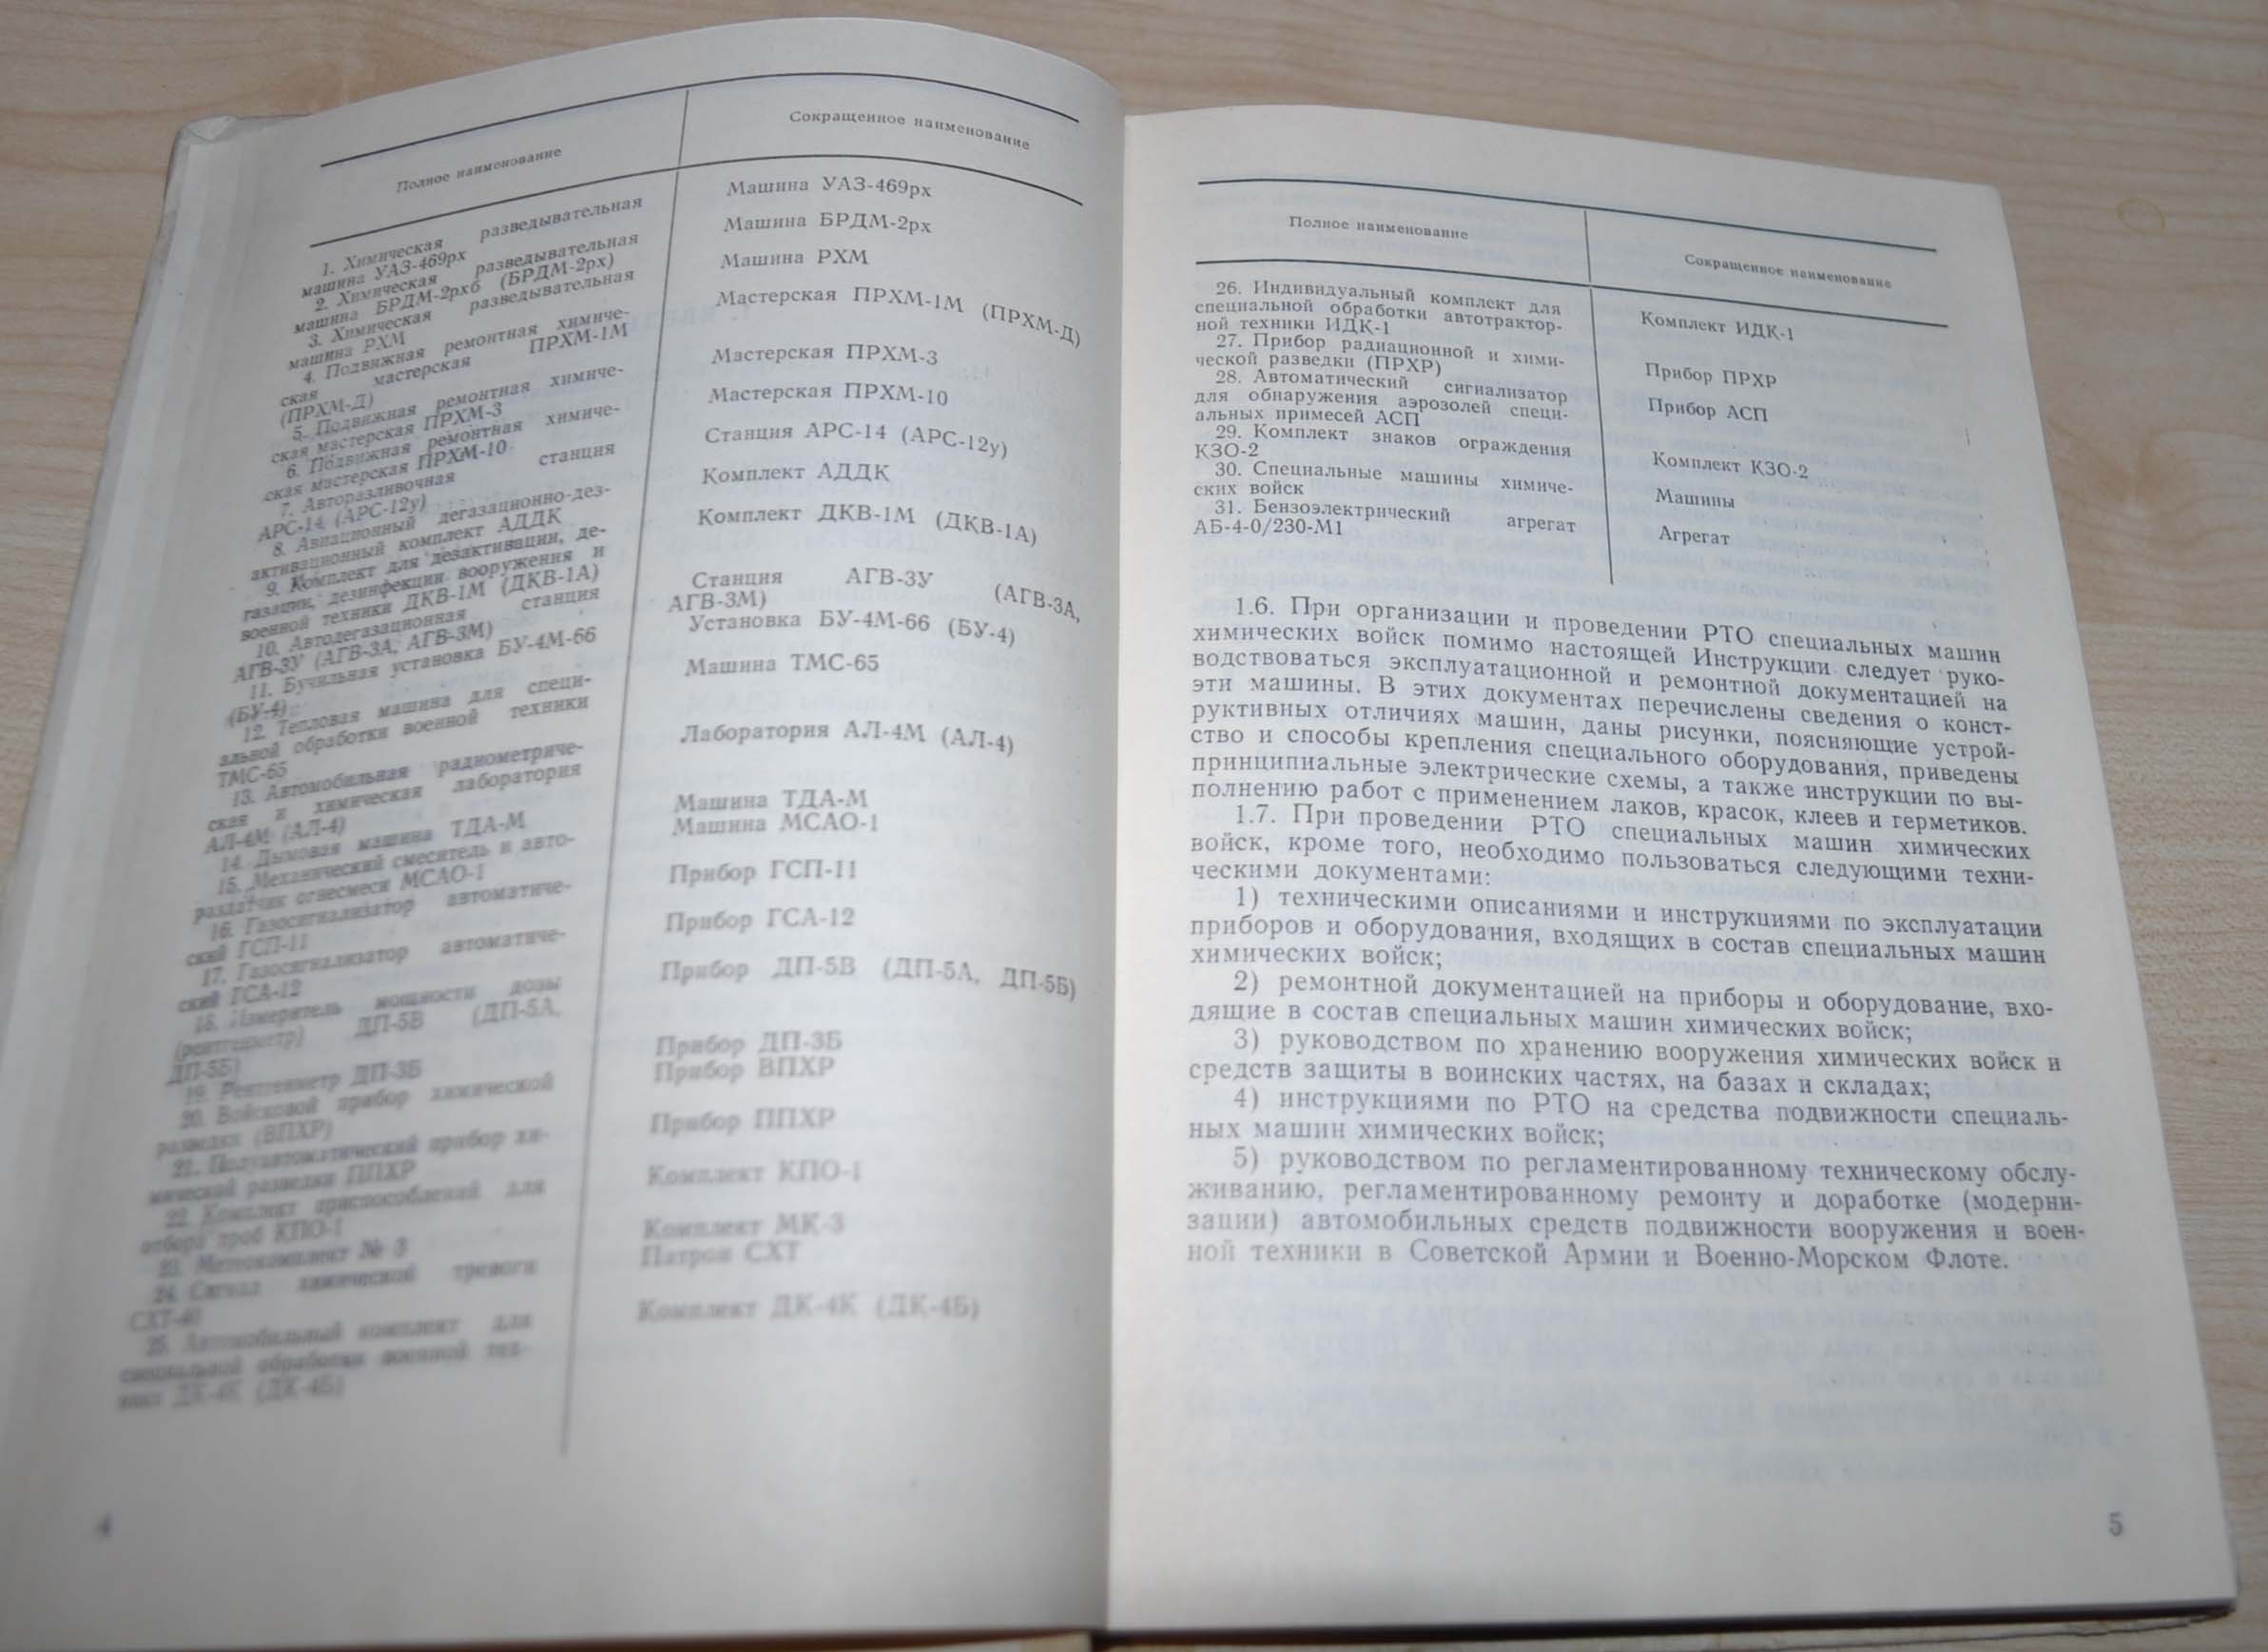 Полное наименование
Сокращенное наименование
1. Химическая разведывательная
машина УАЗ-469рх
2. Химическая разведывательная
машина БРДМ-2рхб (БРДМ-2рх)
3. Химическая разведывательная
машина РХМ
4. Подвижная ремонтная химиче-
ская мастерская ПРХМ-1М
(ПРХМ-Д)
5. Подвижная ремонтная химиче-
ская мастерская ПРХМ-3
6. Подвижная ремонтная химиче-
ская мастерская ПРХМ-10
7. Авторазливочная станция
АРС-14 (АРС-12у)
8. Авиационный дегазационно-дез-
активационный комплект АДДК
9. Комплект для дезактивации, де-
газации, дезинфекции вооружения и
военной техники ДКВ-1М (ДКВ-1А)
10. Автодегазационная станция
АГВ-3У (АГВ-3А, АГВ-3М)
11. Бучильная установка БУ-4М-66
(БУ-4)
12. Тепловая машина для специ-
альной обработки военной техники
ТМС-65
13. Автомобильная радиометриче-
ская и химическая лаборатория
АЛ-4М (АЛ-4)
14. Дымовая машина ТДА-М
15. Механический смеситель и авто-
раздатчик огнесмеси МСАО-1
16. Газосигнализатор автоматиче-
ский ГСП-11
17. Газосигнализатор автоматиче-
ский ГСА-12
18. Измеритель мощности дозы
(рентгенметр) ДП-5В (ДП-5А,
ДП-5Б)
19. Рентгенметр ДП-3Б
20. Войсковой прибор химической
разведки (ВПХР)
21. Полуавтоматический прибор хи-
мической разведки ППХР
22. Комплект приспособлений для
отбора проб КПО-1
23. Метеокомплект № 3
24. Сигнал химической тревоги
СХТ-40
25. Автомобильный комплект для
специальной обработки военной тех-
ники ДК-4К (ДК-4Б)
Машина УАЗ-469рх
Машина БРДМ-2рх
Машина РХМ
Мастерская ПРХМ-1М (ПРХМ-Д)
Мастерская ПРХМ-3
Мастерская ПРХМ-10
Станция АРС-14 (АРС-12у)
Комплект АДДК
Комплект ДКВ-1М (ДКВ-1А)
Станция АГВ-3У (АГВ-3А,
АГВ-3М)
Установка БУ-4М-66 (БУ-4)
Машина ТМС-65
Лаборатория АЛ-4М (АЛ-4)
Машина ТДА-М
Машина МСАО-1
Прибор ГСП-11
Прибор ГСА-12
Прибор ДП-5В (ДП-5А, ДП-5Б)
Прибор ДП-3Б
Прибор ВПХР
Прибор ППХР
Комплект КПО-1
Комплект МК-3
Патрон СХТ
Комплект ДК-4К (ДК-4Б)
4
Полное наименование
Сокращенное наименование
26. Индивидуальный комплект для
специальной обработки автотрактор-
ной техники ИДК-1
27. Прибор радиационной и хими-
ческой разведки (ПРХР)
28. Автоматический сигнализатор
для обнаружения аэрозолей специ-
альных примесей АСП
29. Комплект знаков ограждения
КЗО-2
30. Специальные машины химиче-
ских войск
31. Бензоэлектрический агрегат
АБ-4-0/230-М1
Комплект ИДК-1
Прибор ПРХР
Прибор АСП
Комплект КЗО-2
Машины
Агрегат
1.6. При организации и проведении РТО специальных машин
химических войск помимо настоящей Инструкции следует руко-
водствоваться эксплуатационной и ремонтной документацией на
эти машины. В этих документах перечислены сведения о конст-
руктивных отличиях машин, даны рисунки, поясняющие устрой-
ство и способы крепления специального оборудования, приведены
принципиальные электрические схемы, а также инструкции по вы-
полнению работ с применением лаков, красок, клеев и герметиков.
1.7. При проведении РТО специальных машин химических
войск, кроме того, необходимо пользоваться следующими техни-
ческими документами:
1) техническими описаниями и инструкциями по эксплуатации
приборов и оборудования, входящих в состав специальных машин
химических войск;
2) ремонтной документацией на приборы и оборудование, вхо-
дящие в состав специальных машин химических войск;
3) руководством по хранению вооружения химических войск и
средств защиты в воинских частях, на базах и складах;
4) инструкциями по РТО на средства подвижности специаль-
ных машин химических войск;
5) руководством по регламентированному техническому обслу-
живанию, регламентированному ремонту и доработке (модерни-
зации) автомобильных средств подвижности вооружения и воен-
ной техники в Советской Армии и Военно-Морском Флоте.
5